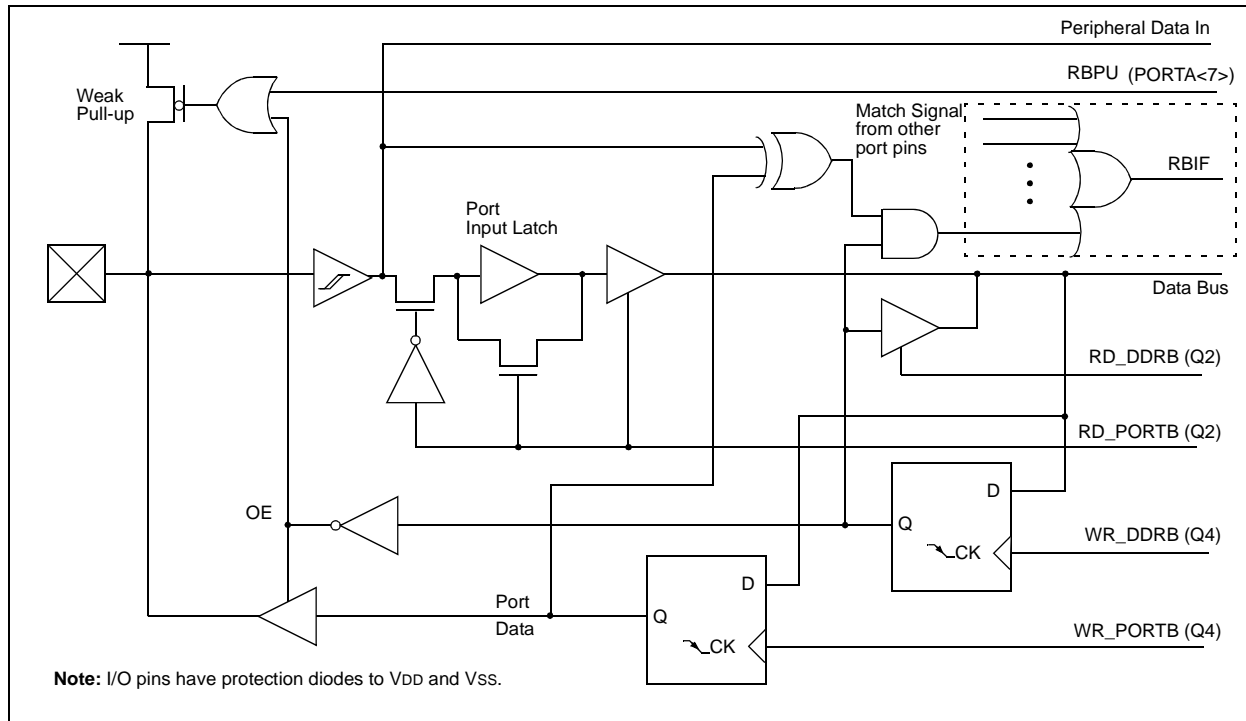 Peripheral Data In
RBPU (PORTA<7>)
Weak
Pull-up
Match Signal
from other
port pins
RBIF
Port
Input Latch
Data Bus
RD_DDRB (Q2)
RD_PORTB (Q2)
D
OE
Q
CK
WR_DDRB (Q4)
D
Port
Data
Q
CK
WR_PORTB (Q4)
Note: I/O pins have protection diodes to VDD and VSS.